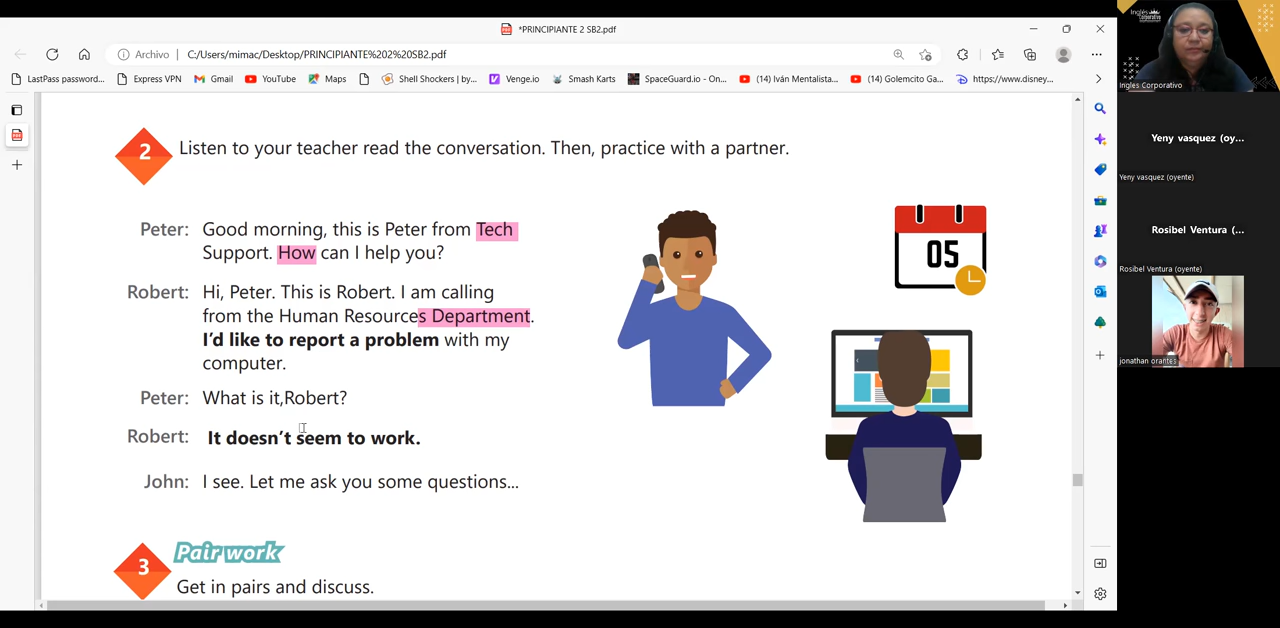 *PRINCIPIANTE 2 SB2.pdf
Archivo C:/Users/mimac/Desktop/PRINCIPIANTE%202%20SB2.pdf
LastPass password... Express VPN Gmail YouTube Maps Shell Shockers | by... Venge.io Smash Karts SpaceGuard.io - On... (14) Iván Mentalista... (14) Golemcito Ga... https://www.disney...
2 Listen to your teacher read the conversation. Then, practice with a partner.
Peter: Good morning, this is Peter from Tech
Support. How can I help you?
Robert: Hi, Peter. This is Robert. I am calling
from the Human Resources Department.
I'd like to report a problem with my
computer.
Peter: What is it,Robert?
Robert: It doesn't seem to work.
John: I see. Let me ask you some questions...
05
3 Pair work
Get in pairs and discuss.
Inglés
Corporativo
Inglés Corporativo
Yeny vasquez (oy...
Yeny vasquez (oyente)
Rosibel Ventura (...
Rosibel Ventura (oyente)
jonathan orantes